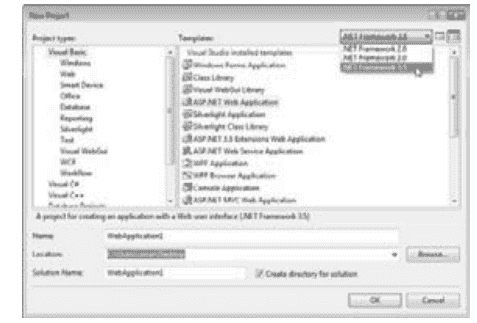 New Project
Project types:
Templates:
.NET Framework 3.5
.NET Framework 2.0
.NET Framework 3.0
.NET Framework 3.5
Visual Basic
Windows
Web
Smart Device
Office
Database
Reporting
Silverlight
Test
Visual WebGui
WCF
Workflow
Visual C#
Visual C++
Database Projects
Visual Studio installed templates
Windows Forms Application
Class Library
Visual WebGui Library
ASP.NET Web Application
Silverlight Application
Silverlight Class Library
ASP.NET 3.5 Extensions Web Application
ASP.NET Web Service Application
WPF Application
WPF Browser Application
Console Application
ASP.NET MVC Web Application
A project for creating an application with a Web user interface (.NET Framework 3.5)
Name:
WebApplication1
Location:
Browse...
Solution Name:
WebApplication1
Create directory for solution
OK
Cancel